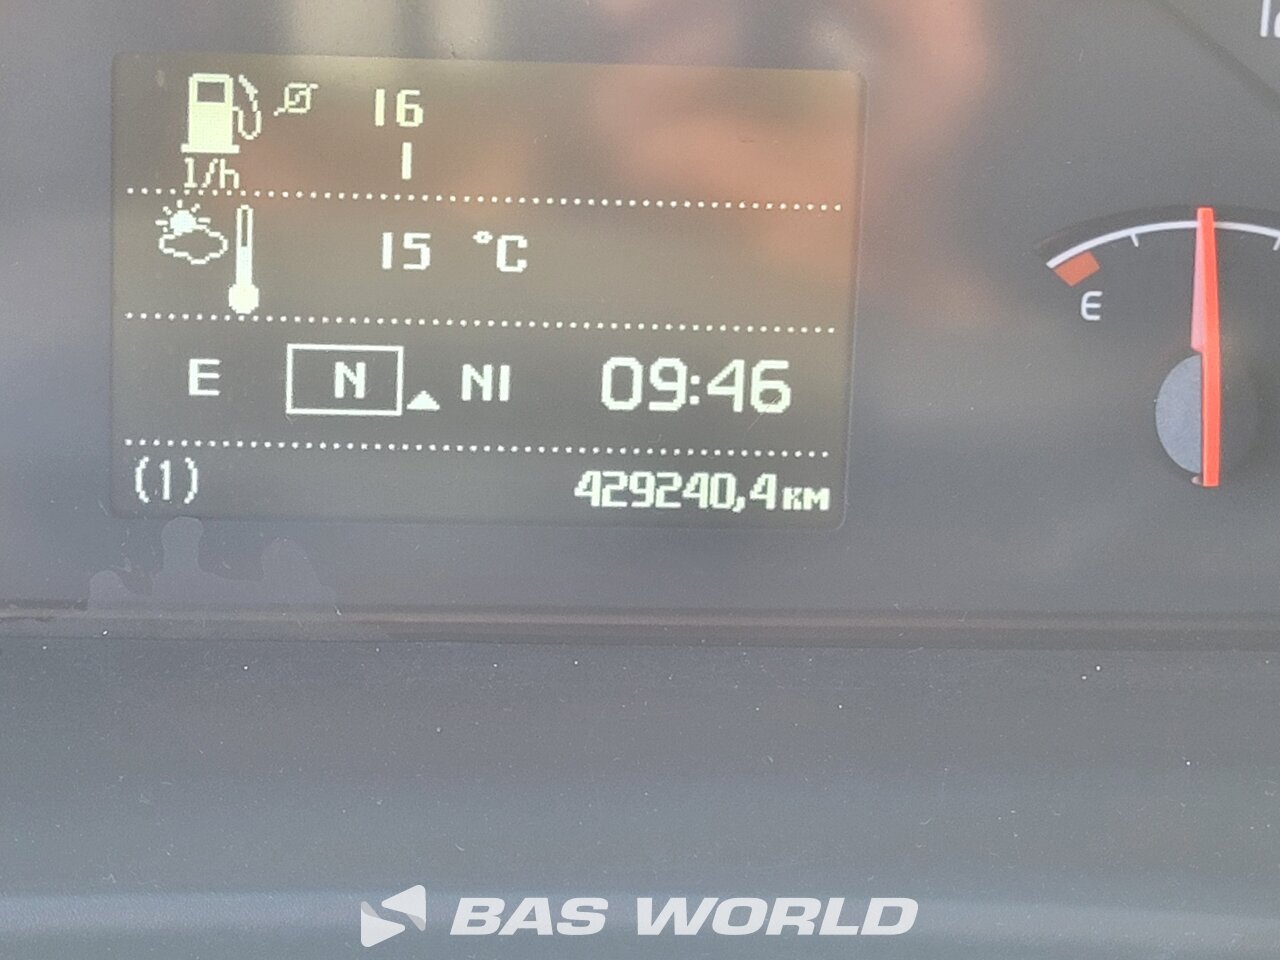 16
l/h 1
15 °C
E N NI 09:46
(1) 429240,4км
E
BAS WORLD